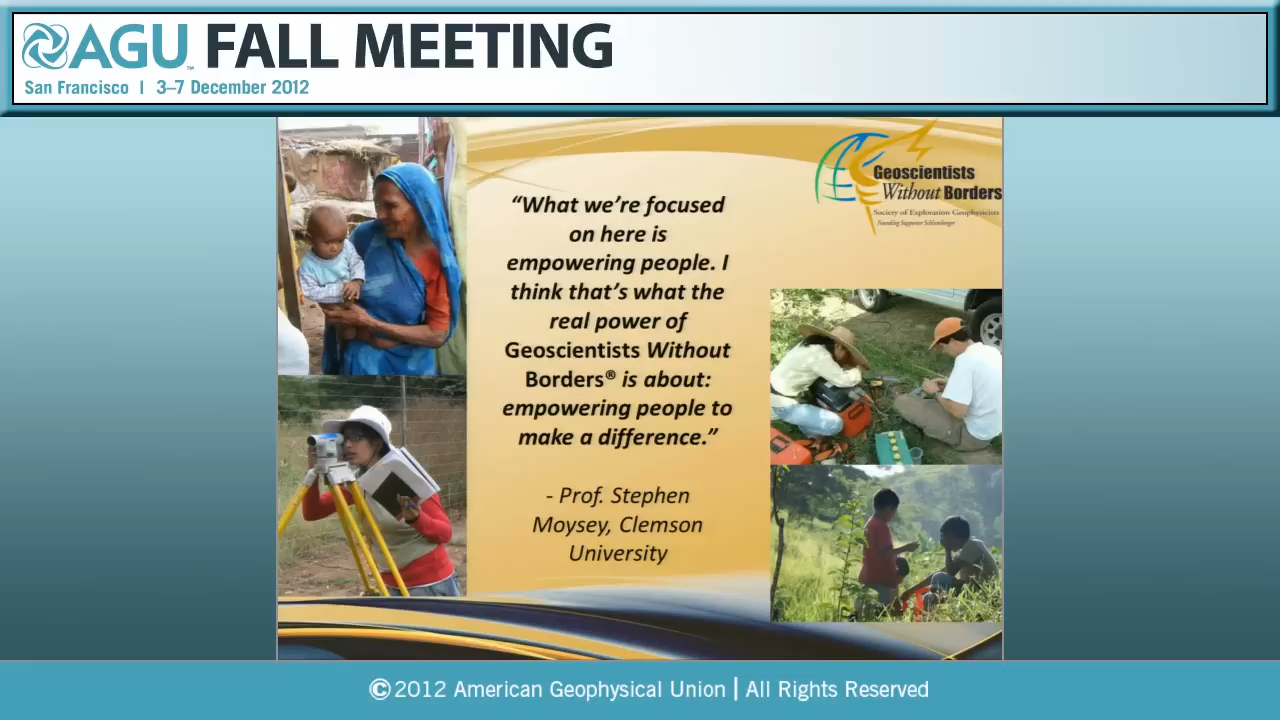 AGU™ FALL MEETING
San Francisco | 3–7 December 2012
Geoscientists
Without Borders
Society of Exploration Geophysicists
Founding Supporter Schlumberger
“What we’re focused
on here is
empowering people. I
think that’s what the
real power of
Geoscientists Without
Borders® is about:
empowering people to
make a difference.”
- Prof. Stephen
Moysey, Clemson
University
©2012 American Geophysical Union | All Rights Reserved